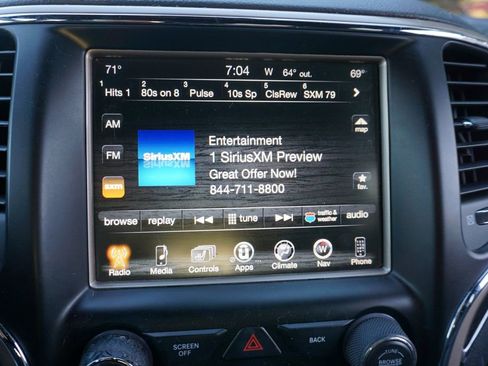 71° 7:04 W 64° out. 69°
1 2 3 4 5 6
Hits 1 80s on 8 Pulse 10s Sp ClsRew SXM 79
AM
FM
sxm
SiriusXM
Entertainment
1 SiriusXM Preview
Great Offer Now!
844-711-8800
map
fav.
browse replay tune traffic & weather audio
Radio Media Controls Apps Climate Nav Phone
W
SCREEN OFF
BACK
TUNE
BROWSE